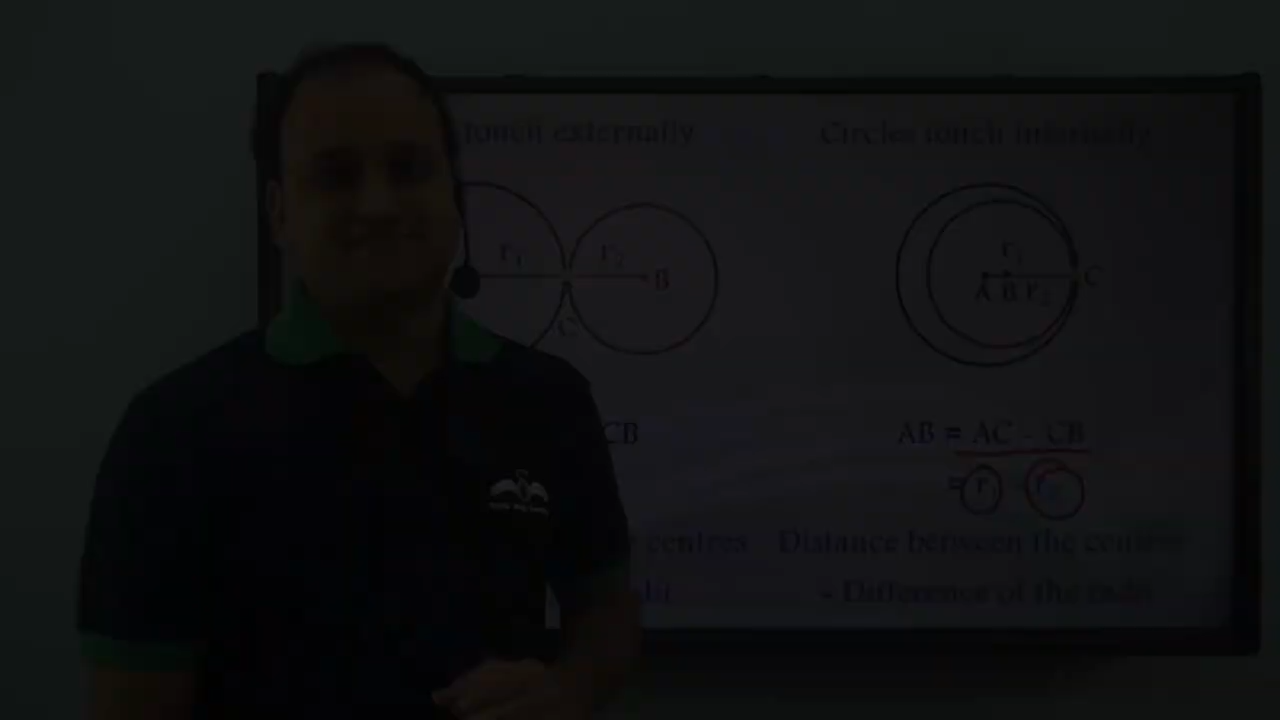 touch externally
Circles touch internally
r₁
r₂
B
C
r₁
A B r₂
C
CB
AB = AC - CB
= r₁ - r₂
centres
Distance between the centres
- Difference of the radii